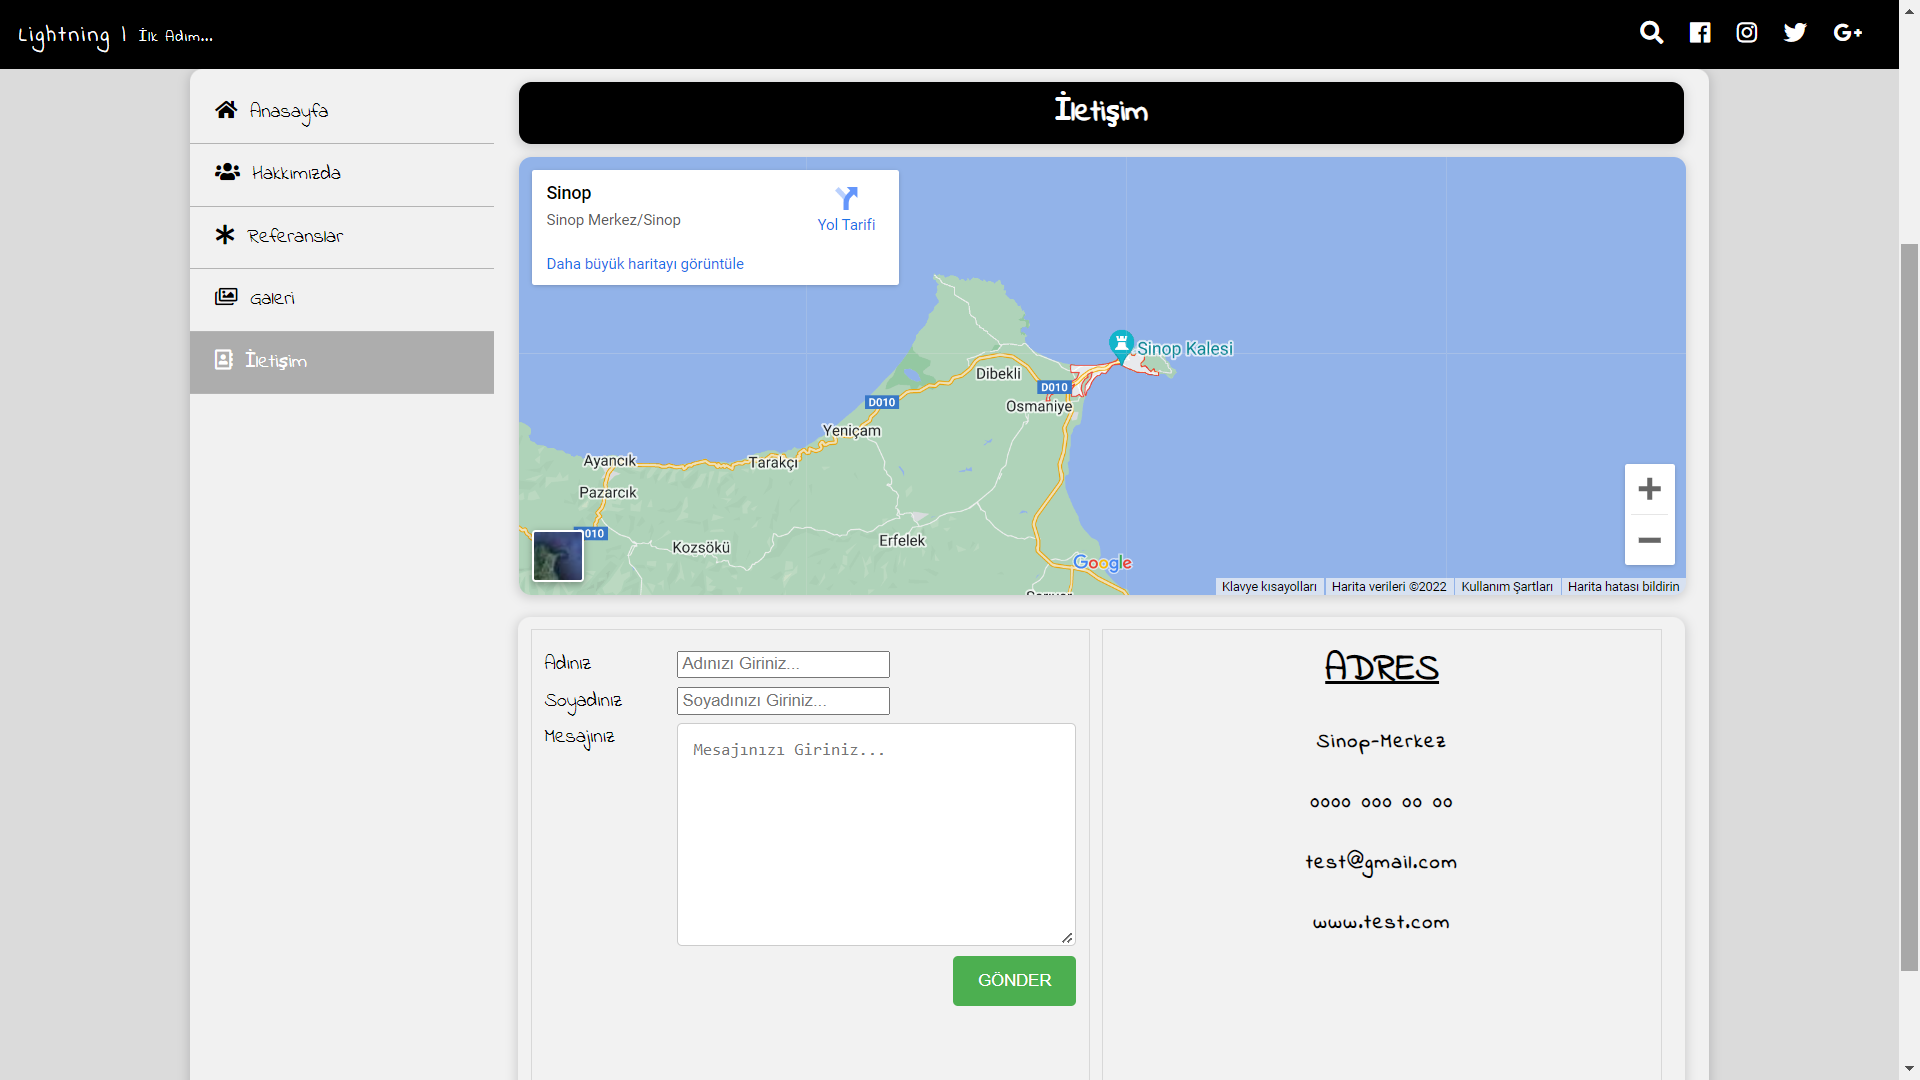 Lightning | İlk Adım...
Anasayfa
Hakkımızda
Referanslar
Galeri
İletişim
İletişim
Sinop
Sinop Merkez/Sinop
Yol Tarifi
Daha büyük haritayı görüntüle
Sinop Kalesi
Dibekli
D010
Osmaniye
D010
Yeniçam
Ayancık
Tarakçı
Pazarcık
D010
Kozsökü
Erfelek
Google
Klavye kısayolları
Harita verileri ©2022
Kullanım Şartları
Harita hatası bildirin
Adınız
Adınızı Giriniz...
Soyadınız
Soyadınızı Giriniz...
Mesajınız
Mesajınızı Giriniz...
GÖNDER
ADRES
Sinop-Merkez
0000 000 00 00
test@gmail.com
www.test.com